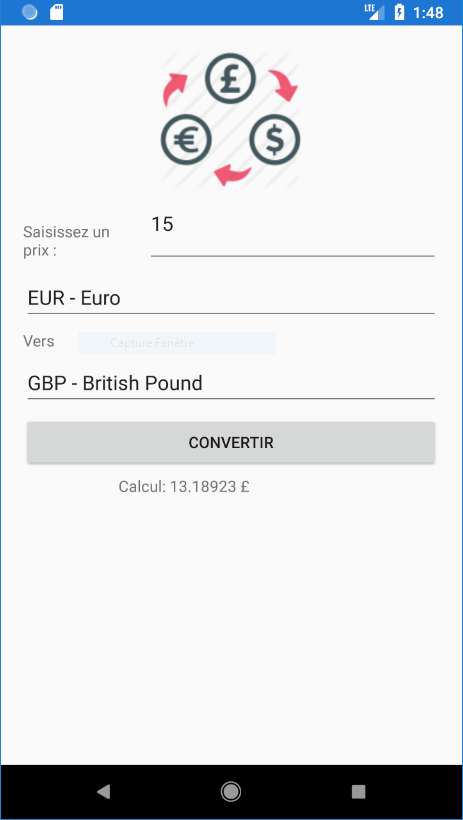 LTE 1:48
£
€ $
Saisissez un
prix :
15
EUR - Euro
Vers
Capture Fenêtre
GBP - British Pound
CONVERTIR
Calcul: 13.18923 £